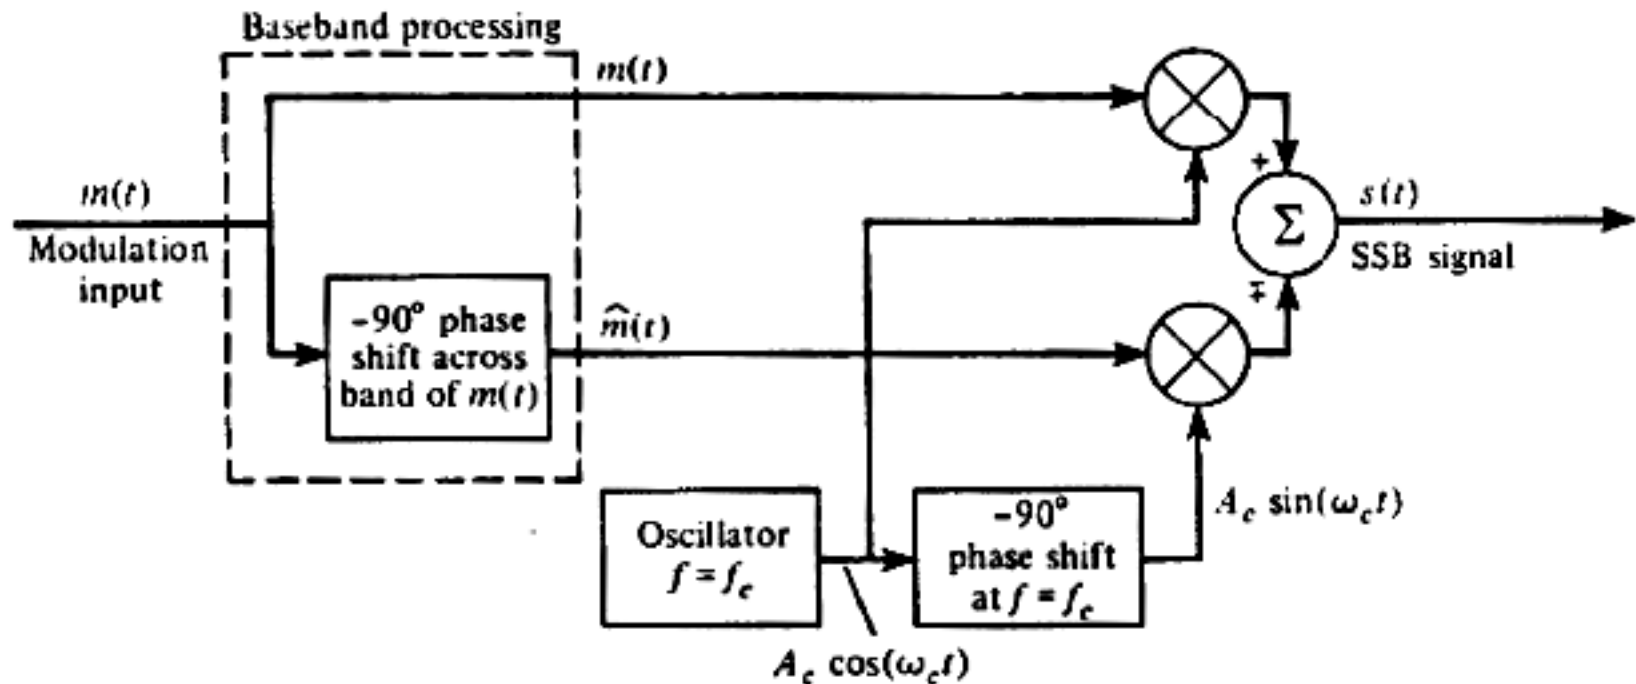 Baseband processing
m(t)
m(t)
Modulation
input
-90° phase
shift across
band of m(t)
m̂(t)
+
Σ
∓
s(t)
SSB signal
Oscillator
f = f_c
-90°
phase shift
at f = f_c
A_c sin(ω_c t)
A_c cos(ω_c t)